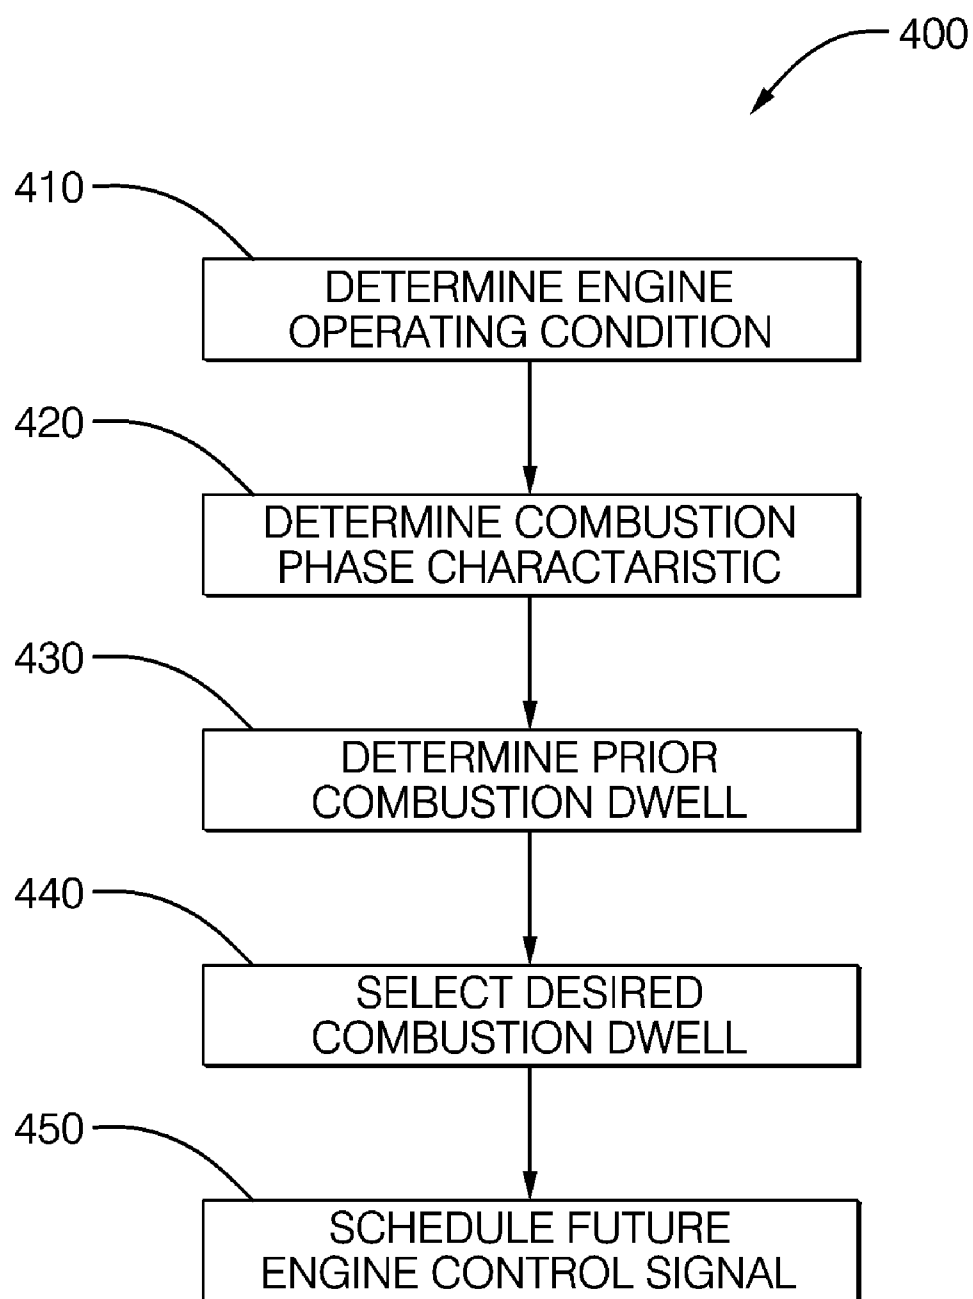 400
410
DETERMINE ENGINE
OPERATING CONDITION
420
DETERMINE COMBUSTION
PHASE CHARACTARISTIC
430
DETERMINE PRIOR
COMBUSTION DWELL
440
SELECT DESIRED
COMBUSTION DWELL
450
SCHEDULE FUTURE
ENGINE CONTROL SIGNAL